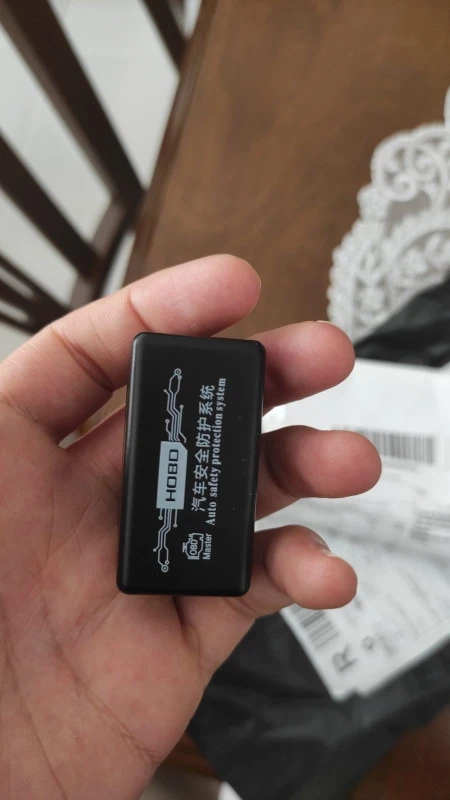 HOBD
汽车安全防护系统
Auto safety protection system
OBD
Master
R